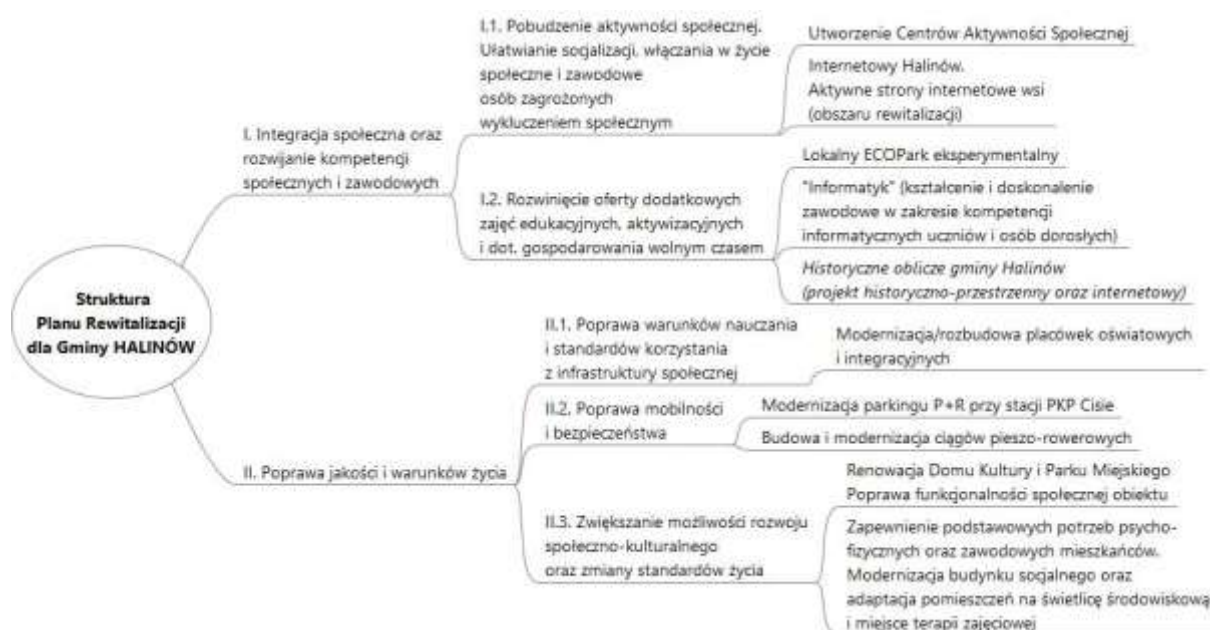 Struktura
Planu Rewitalizacji
dla Gminy HALINÓW
I. Integracja społeczna oraz
rozwijanie kompetencji
społecznych i zawodowych
I.1. Pobudzenie aktywności społecznej.
Ułatwianie socjalizacji, włączania w życie
społeczne i zawodowe
osób zagrożonych
wykluczeniem społecznym
Utworzenie Centrów Aktywności Społecznej
Internetowy Halinów.
Aktywne strony internetowe wsi
(obszaru rewitalizacji)
I.2. Rozwinięcie oferty dodatkowych
zajęć edukacyjnych, aktywizacyjnych
i dot. gospodarowania wolnym czasem
Lokalny ECOPark eksperymentalny
"Informatyk" (kształcenie i doskonalenie
zawodowe w zakresie kompetencji
informatycznych uczniów i osób dorosłych)
Historyczne oblicze gminy Halinów
(projekt historyczno-przestrzenny oraz internetowy)
II. Poprawa jakości i warunków życia
II.1. Poprawa warunków nauczania
i standardów korzystania
z infrastruktury społecznej
Modernizacja/rozbudowa placówek oświatowych
i integracyjnych
II.2. Poprawa mobilności
i bezpieczeństwa
Modernizacja parkingu P+R przy stacji PKP Cisie
Budowa i modernizacja ciągów pieszo-rowerowych
II.3. Zwiększanie możliwości rozwoju
społeczno-kulturalnego
oraz zmiany standardów życia
Renowacja Domu Kultury i Parku Miejskiego
Poprawa funkcjonalności społecznej obiektu
Zapewnienie podstawowych potrzeb psycho-
fizycznych oraz zawodowych mieszkańców.
Modernizacja budynku socjalnego oraz
adaptacja pomieszczeń na świetlicę środowiskową
i miejsce terapii zajęciowej